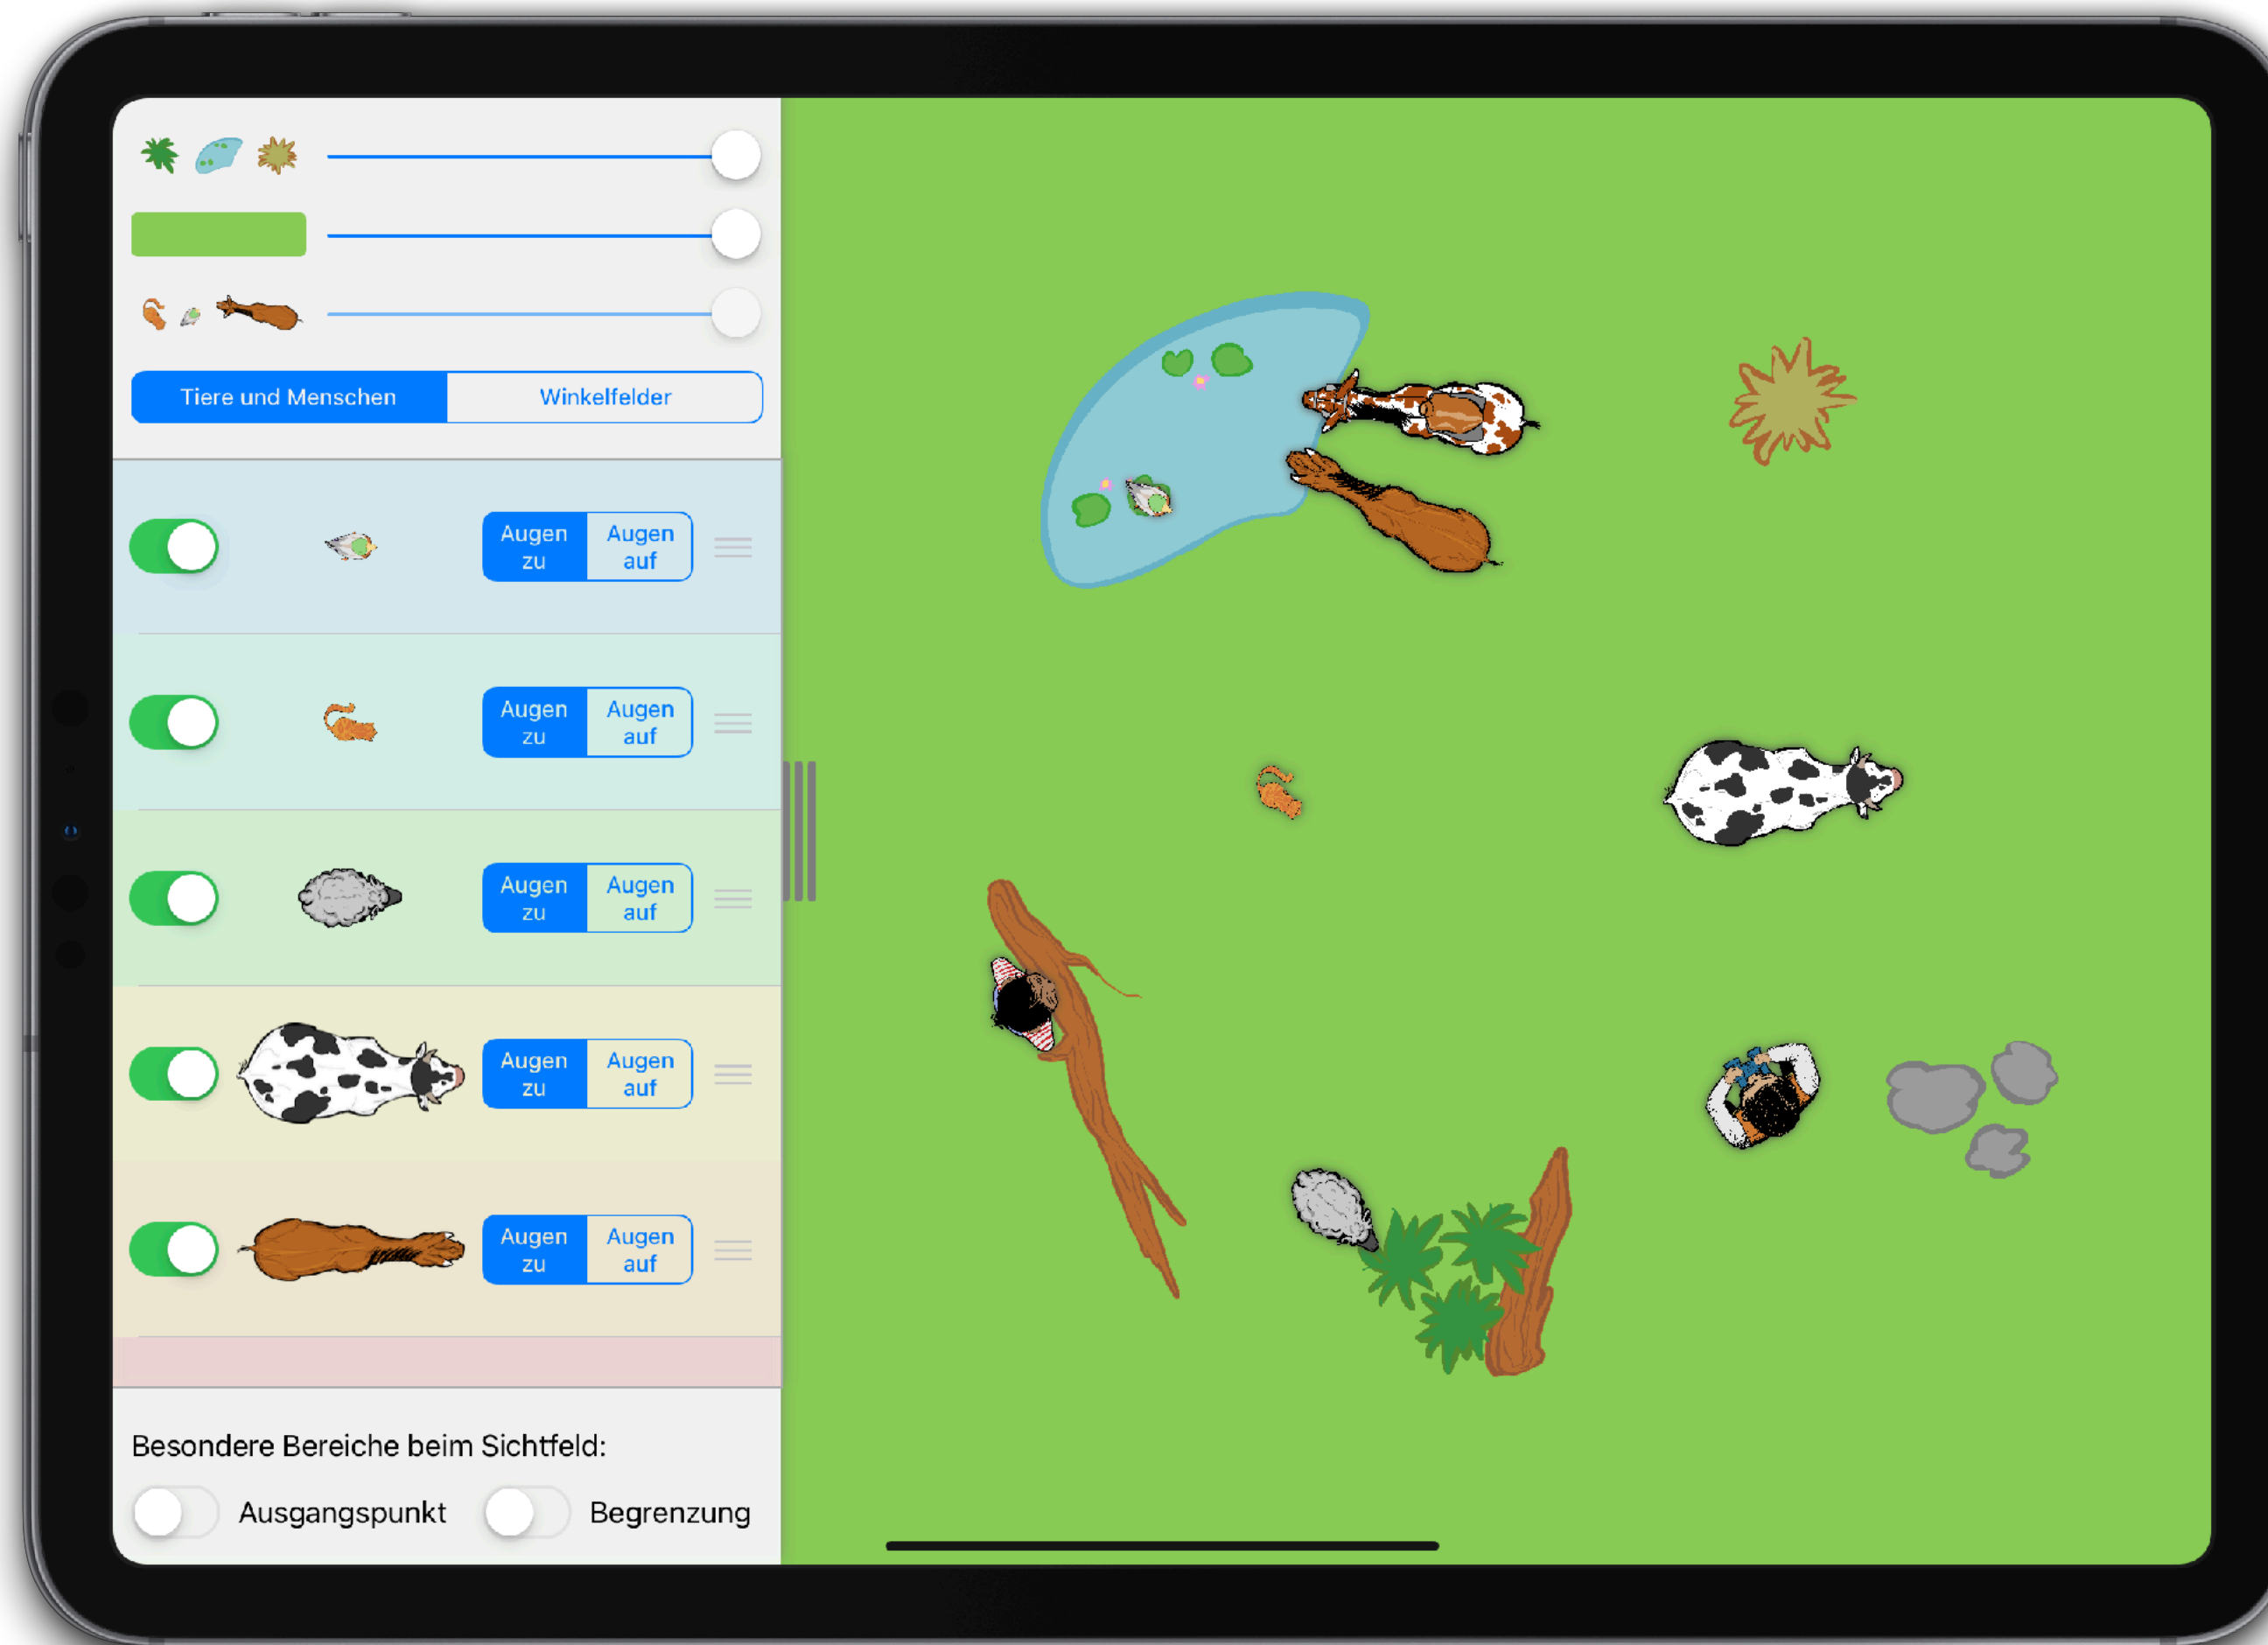 Tiere und Menschen
Winkelfelder
Augen
zu
Augen
auf
Augen
zu
Augen
auf
Augen
zu
Augen
auf
Augen
zu
Augen
auf
Augen
zu
Augen
auf
Besondere Bereiche beim Sichtfeld:
Ausgangspunkt
Begrenzung